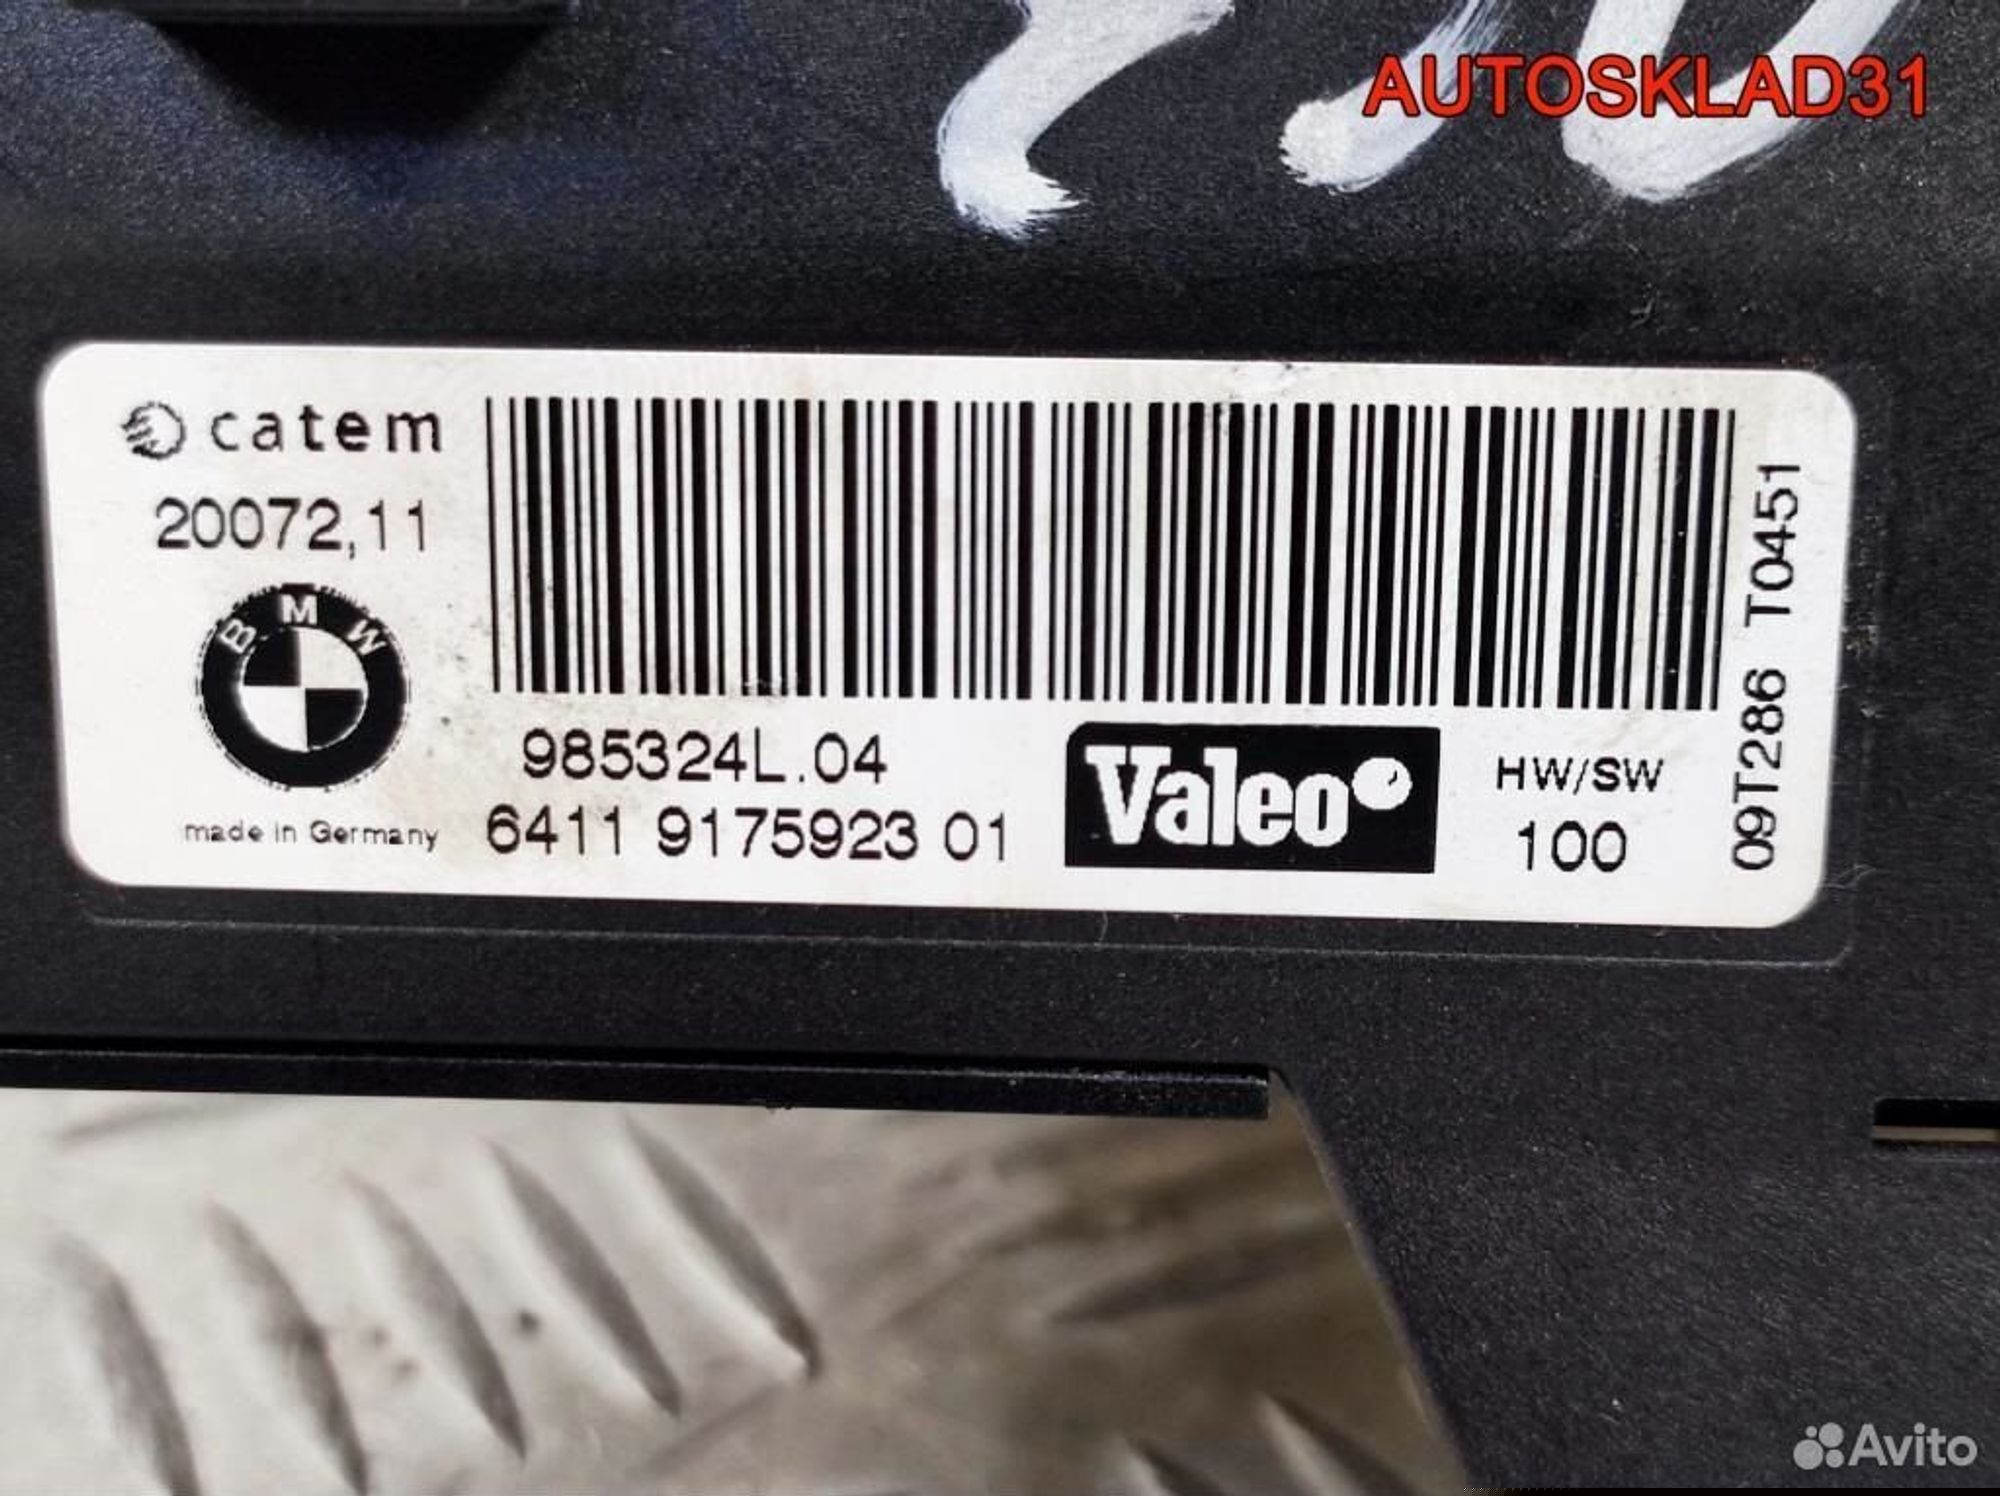 AUTOSKLAD31
catem
20072,11
BMW
made in Germany
985324L.04
6411 9175923 01
Valeo
HW/SW
100
09T286 T0451
Avito